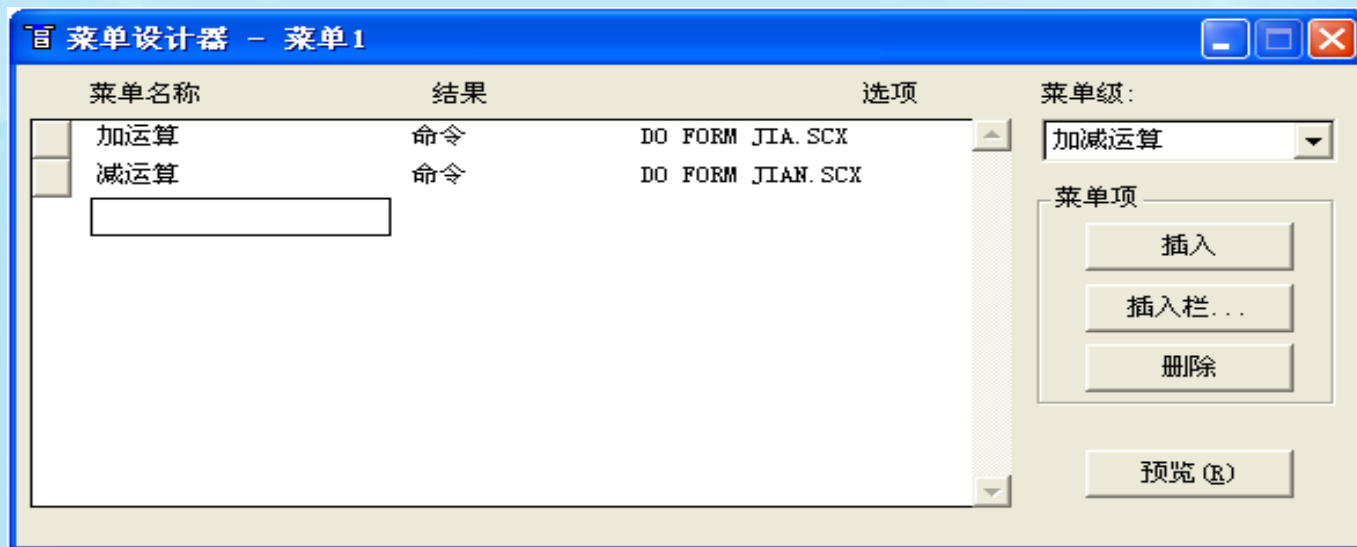 菜单设计器 - 菜单1
菜单名称 结果 选项 菜单级:
加运算 命令 DO FORM JIA.SCX 加减运算
减运算 命令 DO FORM JIAN.SCX
菜单项
插入
插入栏...
删除
预览(R)